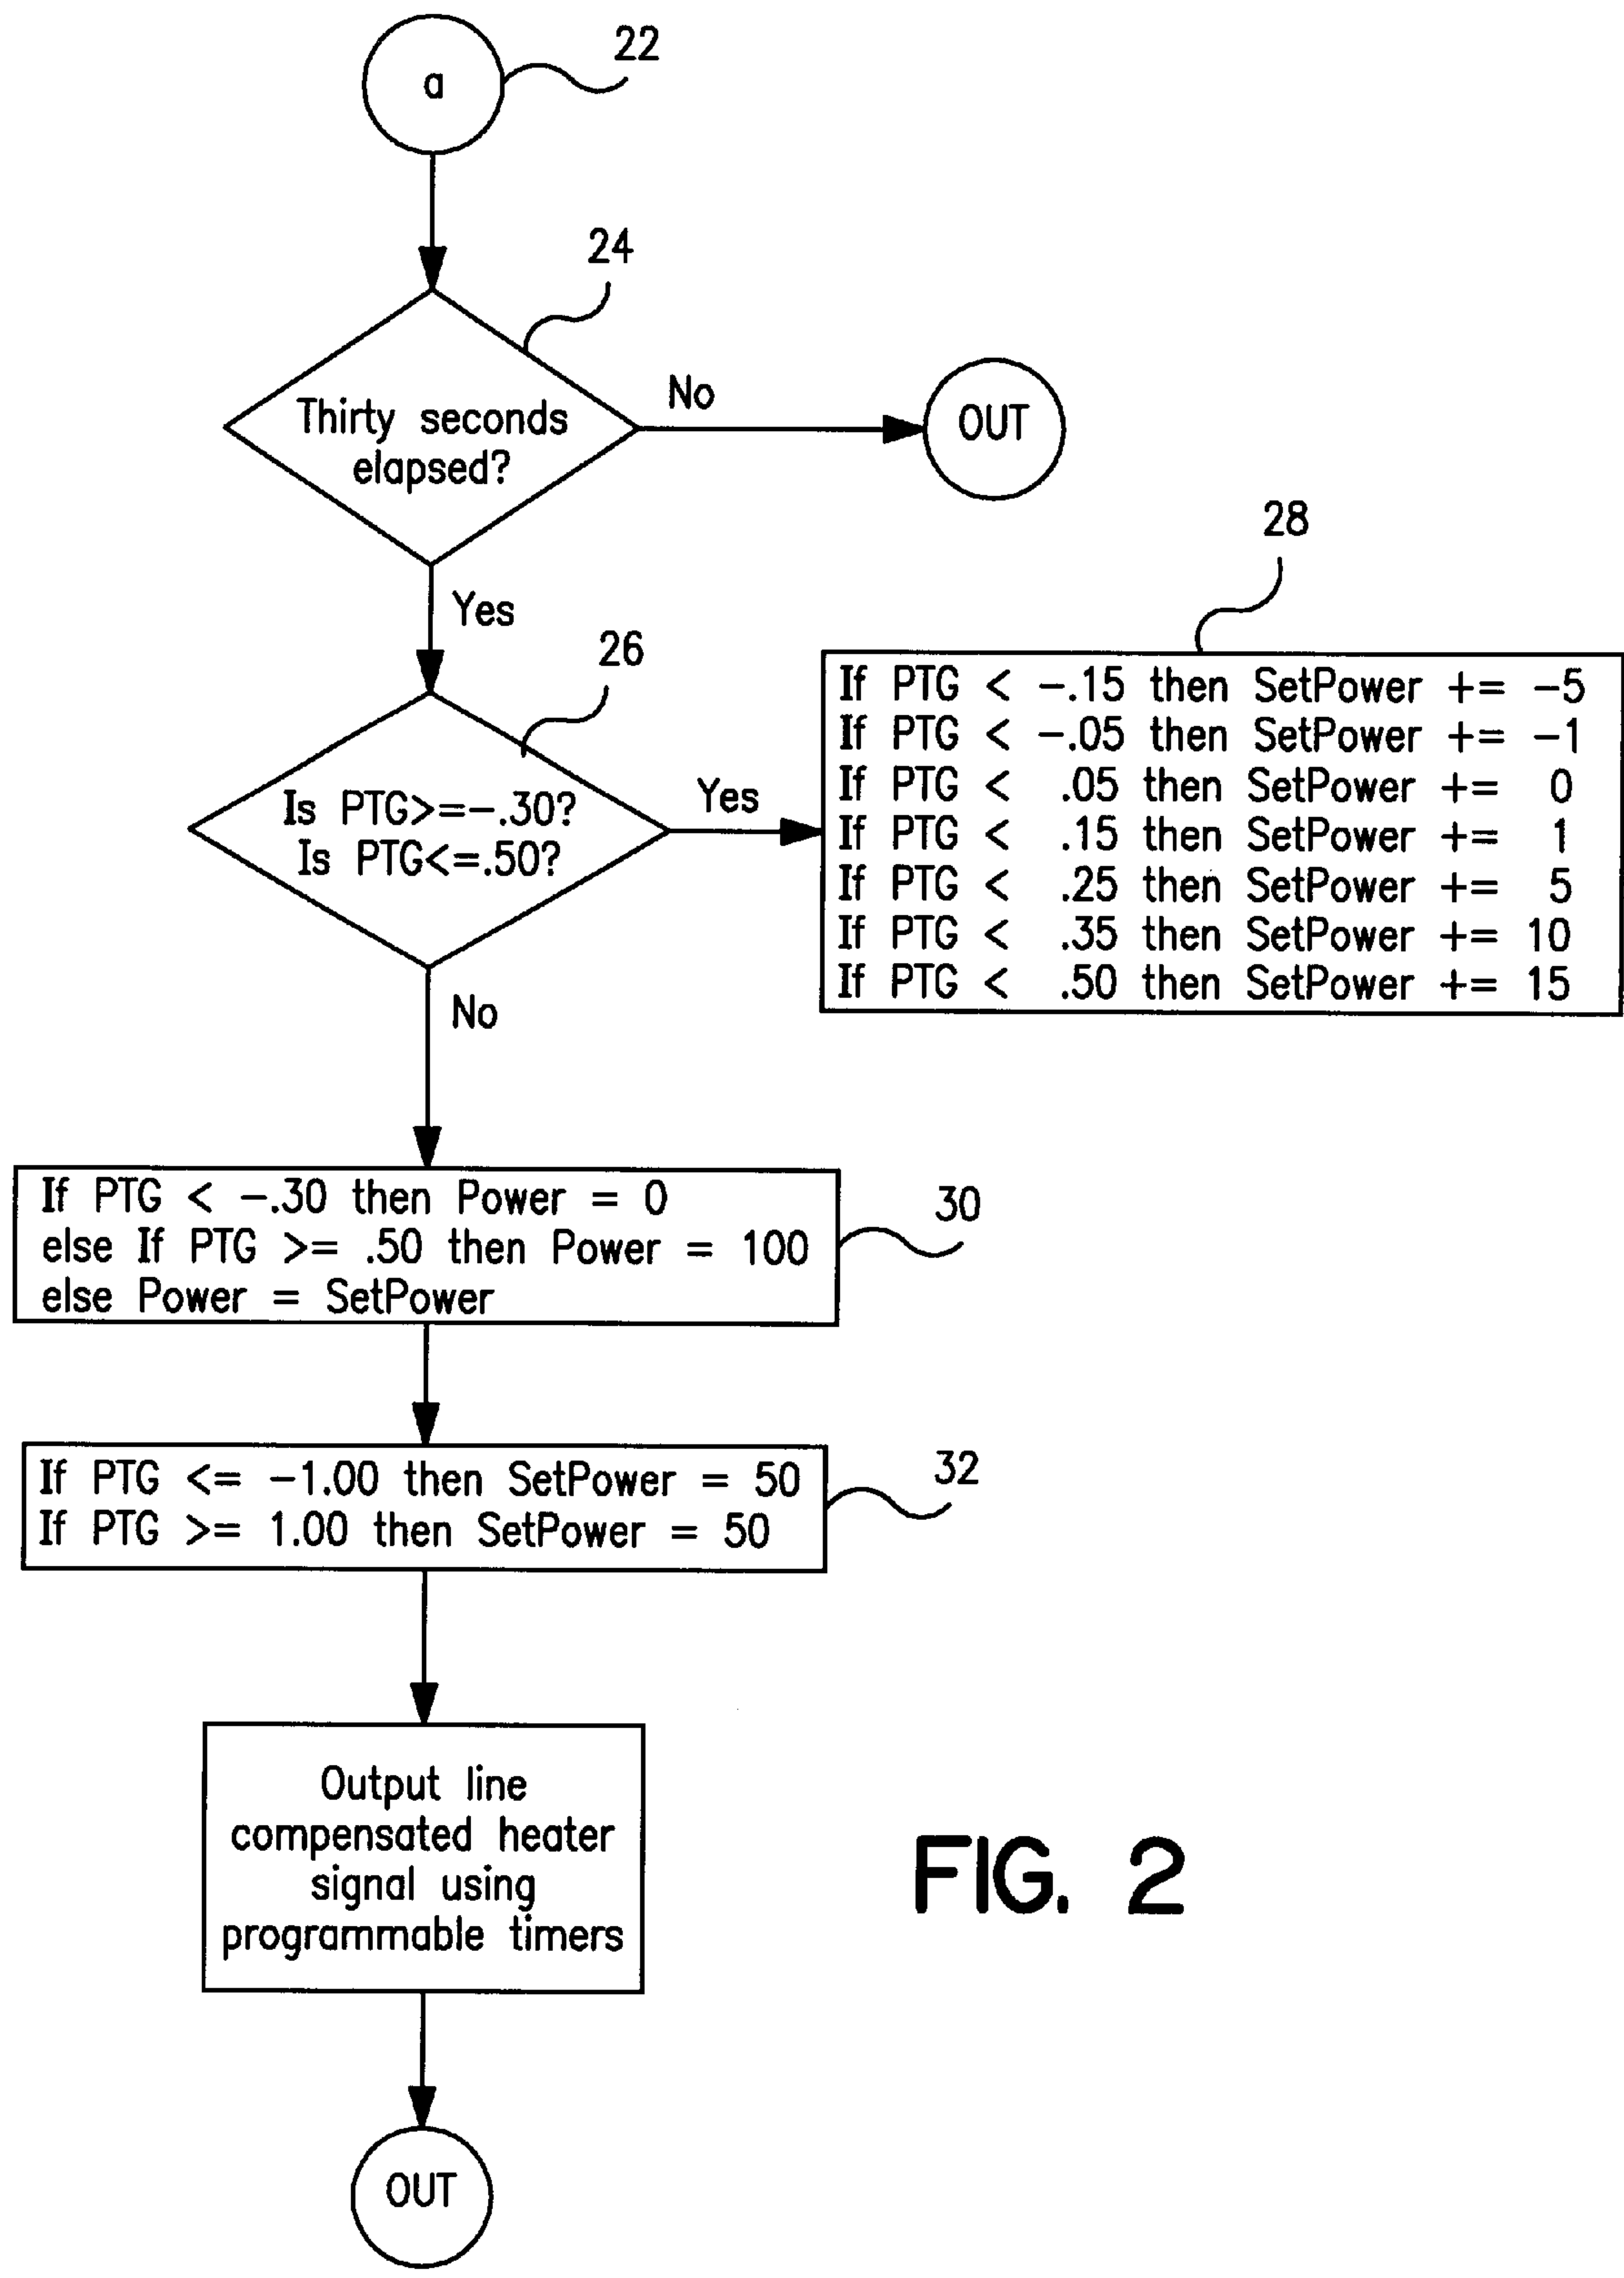 a
22
24
Thirty seconds
elapsed?
No
OUT
Yes
26
Is PTG>=-.30?
Is PTG<=.50?
Yes
28
If PTG < -.15 then SetPower += -5
If PTG < -.05 then SetPower += -1
If PTG < .05 then SetPower += 0
If PTG < .15 then SetPower += 1
If PTG < .25 then SetPower += 5
If PTG < .35 then SetPower += 10
If PTG < .50 then SetPower += 15
No
If PTG < -.30 then Power = 0
else If PTG >= .50 then Power = 100
else Power = SetPower
30
If PTG <= -1.00 then SetPower = 50
If PTG >= 1.00 then SetPower = 50
32
Output line
compensated heater
signal using
programmable timers
OUT
FIG. 2